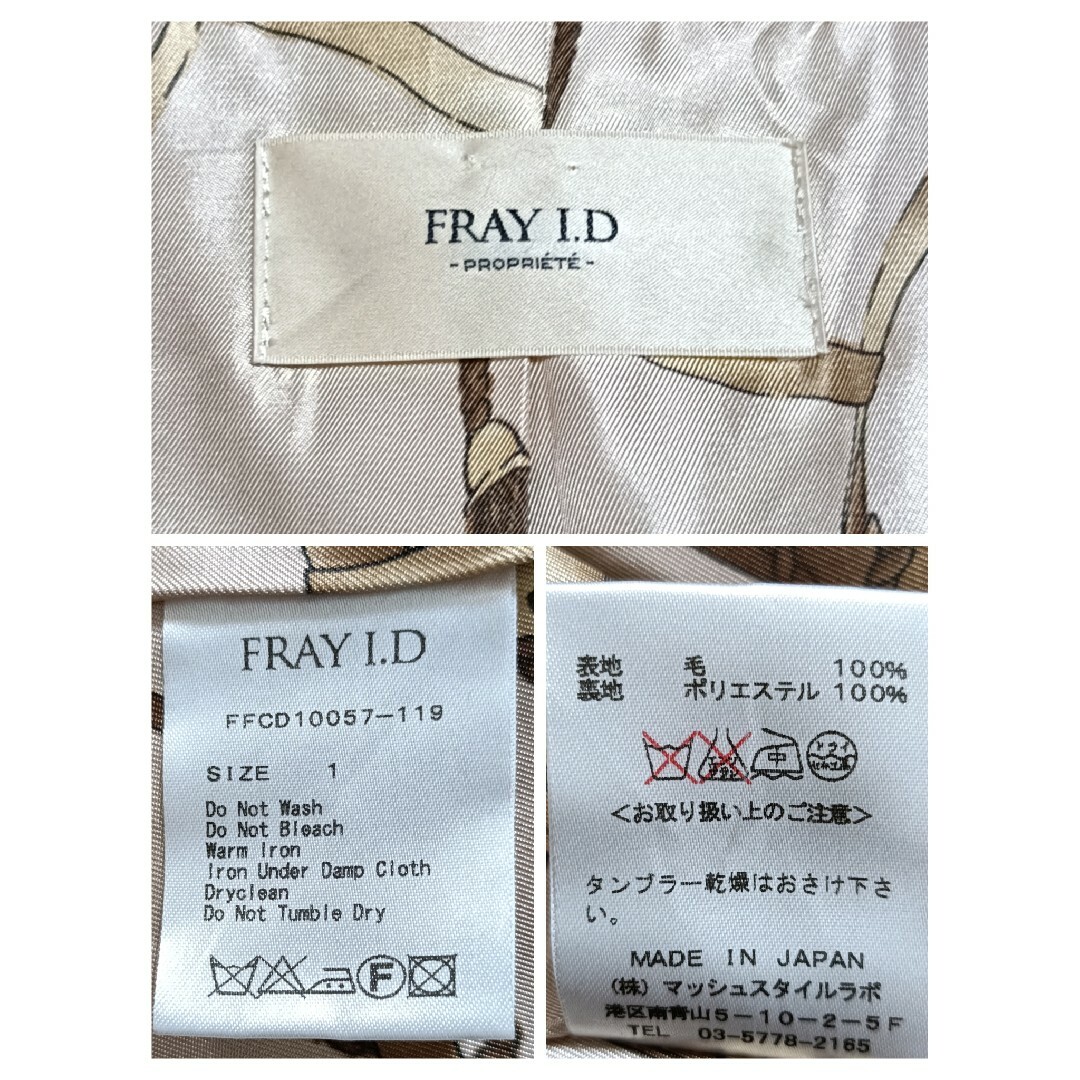 FRAY I.D
-PROPRIÉTÉ-
FRAY I.D
FFCD10057-119
SIZE 1
Do Not Wash
Do Not Bleach
Warm Iron
Iron Under Damp Cloth
Dryclean
Do Not Tumble Dry
F
表地 毛 100%
裏地 ポリエステル 100%
中 ドライ
<お取り扱い上のご注意>
タンブラー乾燥はおさけ下さ
い。
MADE IN JAPAN
(株) マッシュスタイルラボ
港区南青山5-10-2-5F
TEL 03-5778-2165